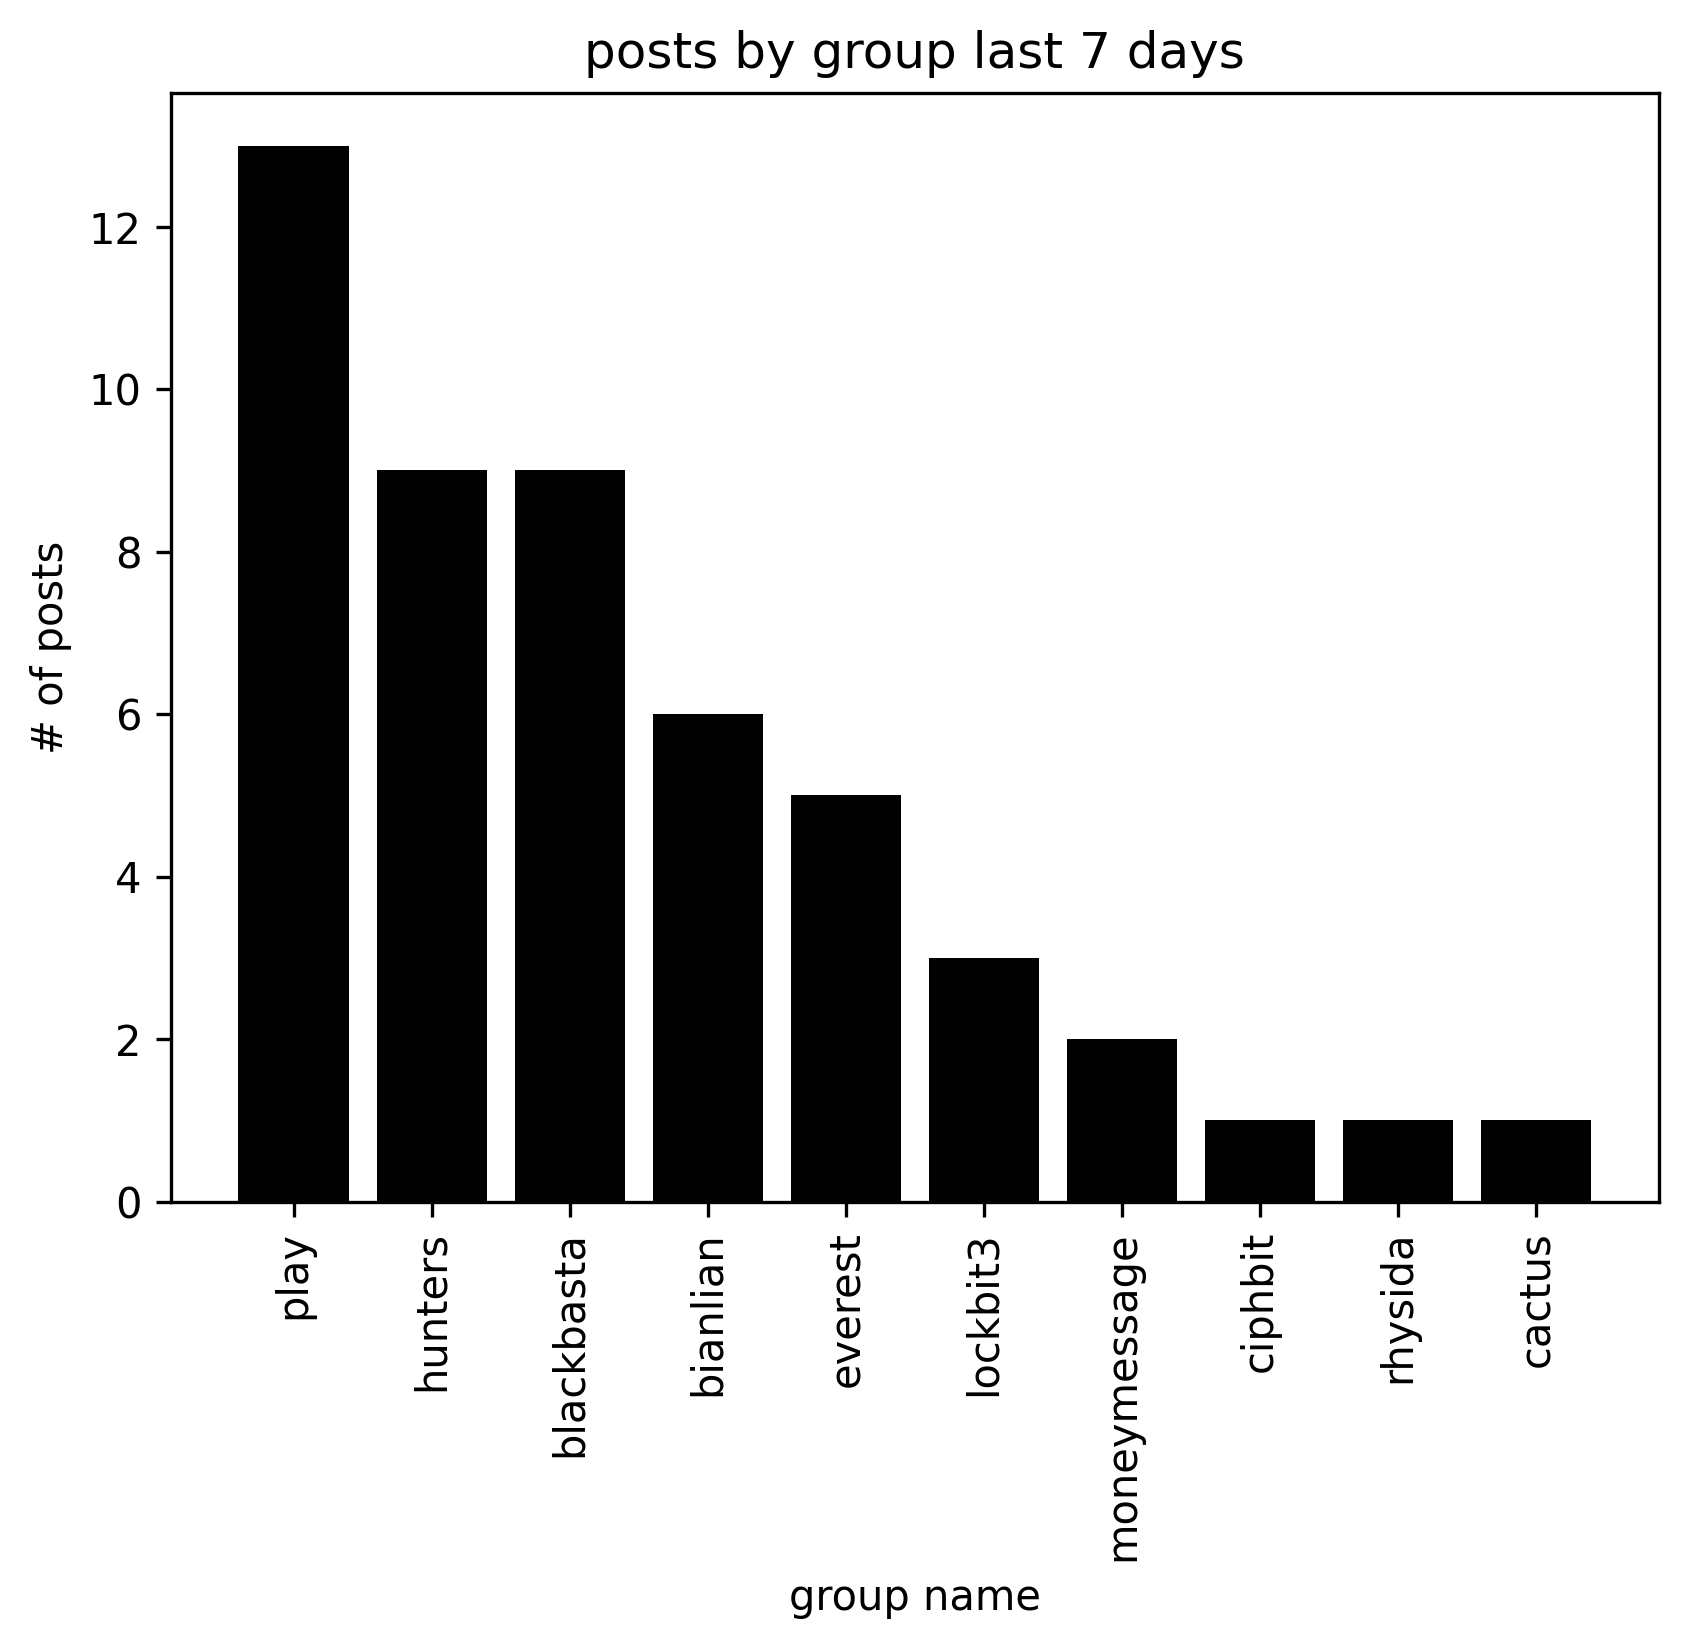 posts by group last 7 days
# of posts
12
10
8
6
4
2
0
play
hunters
blackbasta
bianlian
everest
lockbit3
moneymessage
ciphbit
rhysida
cactus
group name